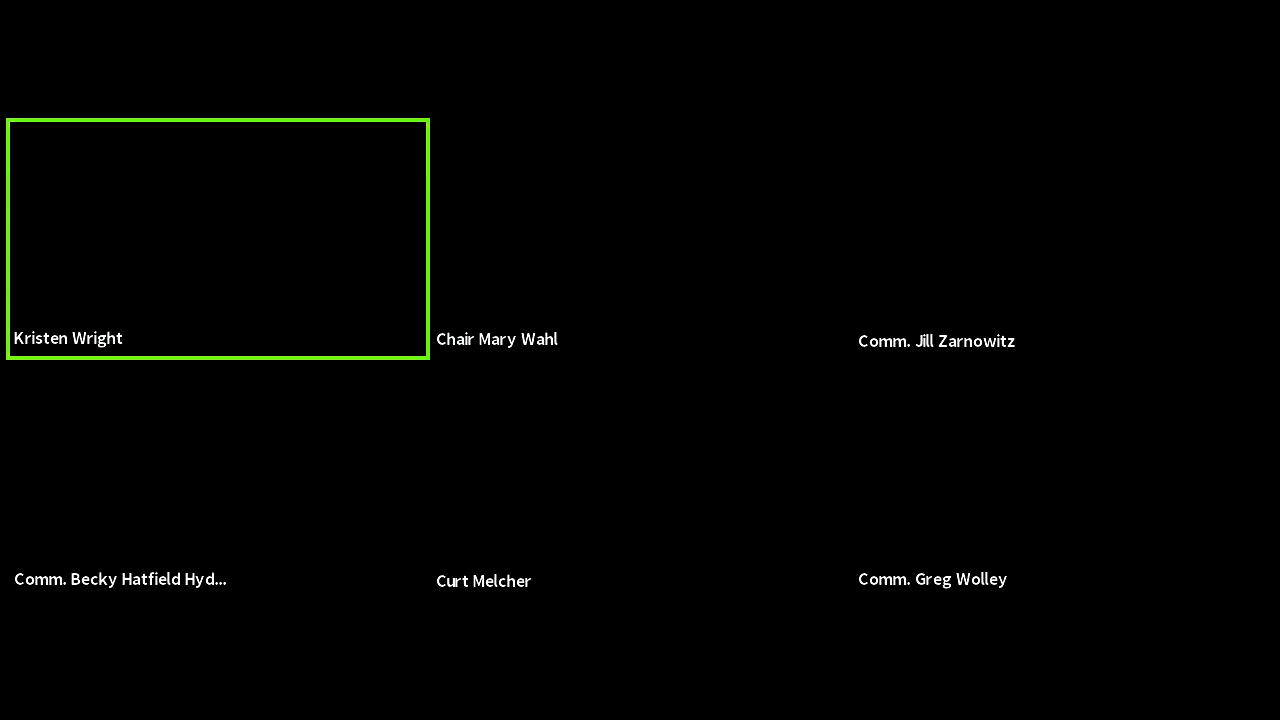 Kristen Wright
Chair Mary Wahl
Comm. Jill Zarnowitz
Comm. Becky Hatfield Hyd...
Curt Melcher
Comm. Greg Wolley